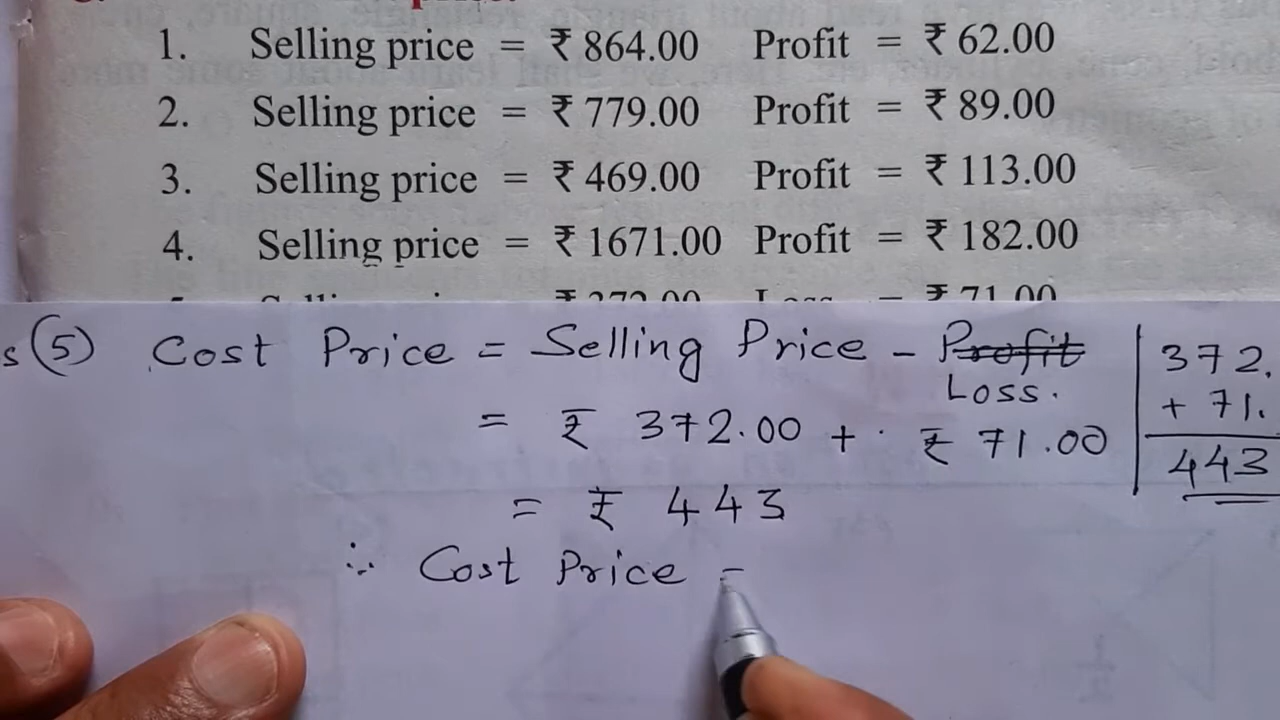 1. Selling price = ₹ 864.00 Profit = ₹ 62.00
2. Selling price = ₹ 779.00 Profit = ₹ 89.00
3. Selling price = ₹ 469.00 Profit = ₹ 113.00
4. Selling price = ₹ 1671.00 Profit = ₹ 182.00
s (5) Cost Price = Selling Price - Profit
Loss.
= ₹ 372.00 + ₹ 71.00
= ₹ 443
∴ Cost Price =
372.
+ 71.
443